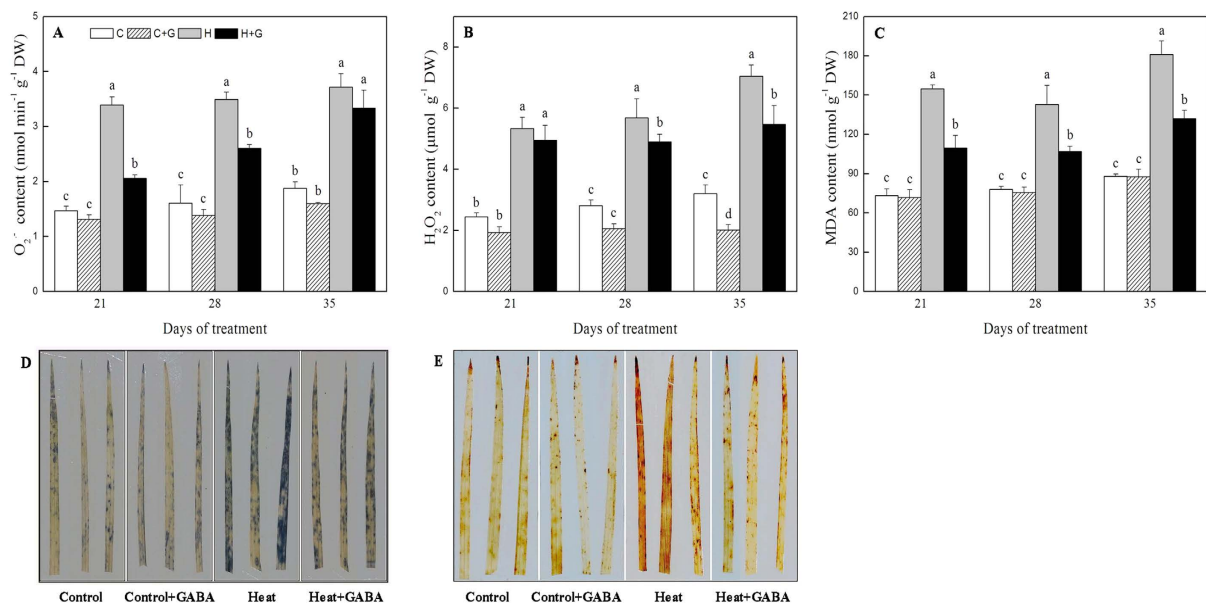 A
C C+G H H+G
O2·- content (nmol min-1 g-1 DW)
5
4
3
2
1
0
c c a b
c c a b
b b a a
21 28 35
Days of treatment
B
H2O2 content (μmol g-1 DW)
8
6
4
2
0
b b a a
c c a b
c d a b
21 28 35
Days of treatment
C
MDA content (nmol g-1 DW)
210
180
150
120
90
60
30
0
c c a b
c c a b
c c a b
21 28 35
Days of treatment
D
Control Control+GABA Heat Heat+GABA
E
Control Control+GABA Heat Heat+GABA